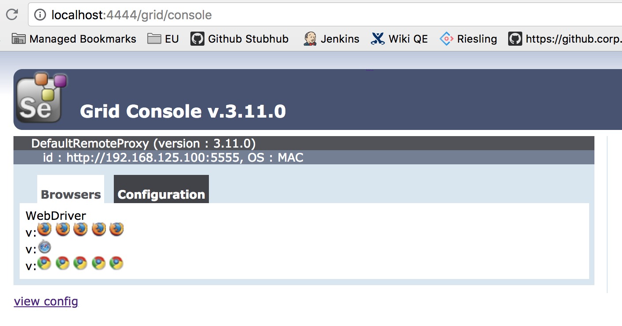 localhost:4444/grid/console
Managed Bookmarks EU Github Stubhub Jenkins Wiki QE Riesling https://github.corp.
Se Grid Console v.3.11.0
DefaultRemoteProxy (version : 3.11.0)
id : http://192.168.125.100:5555, OS : MAC
Browsers Configuration
WebDriver
v:
v:
v:
view config